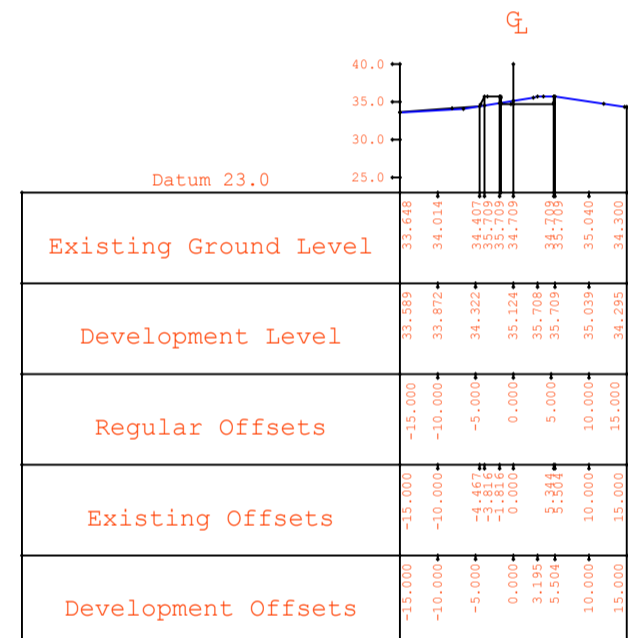 CL
40.0
35.0
30.0
25.0
Datum 23.0
Existing Ground Level
33.648 34.014 34.407 35.709 35.709 34.709 34.709 35.709 35.040 34.300
Development Level
33.589 33.872 34.322 35.124 35.708 35.709 35.039 34.295
Regular Offsets
-15.000 -10.000 -5.000 0.000 5.000 10.000 15.000
Existing Offsets
-15.000 -10.000 -4.467 -3.816 -1.816 0.000 5.344 5.504 10.000 15.000
Development Offsets
-15.000 -10.000 -5.000 0.000 3.195 5.504 10.000 15.000